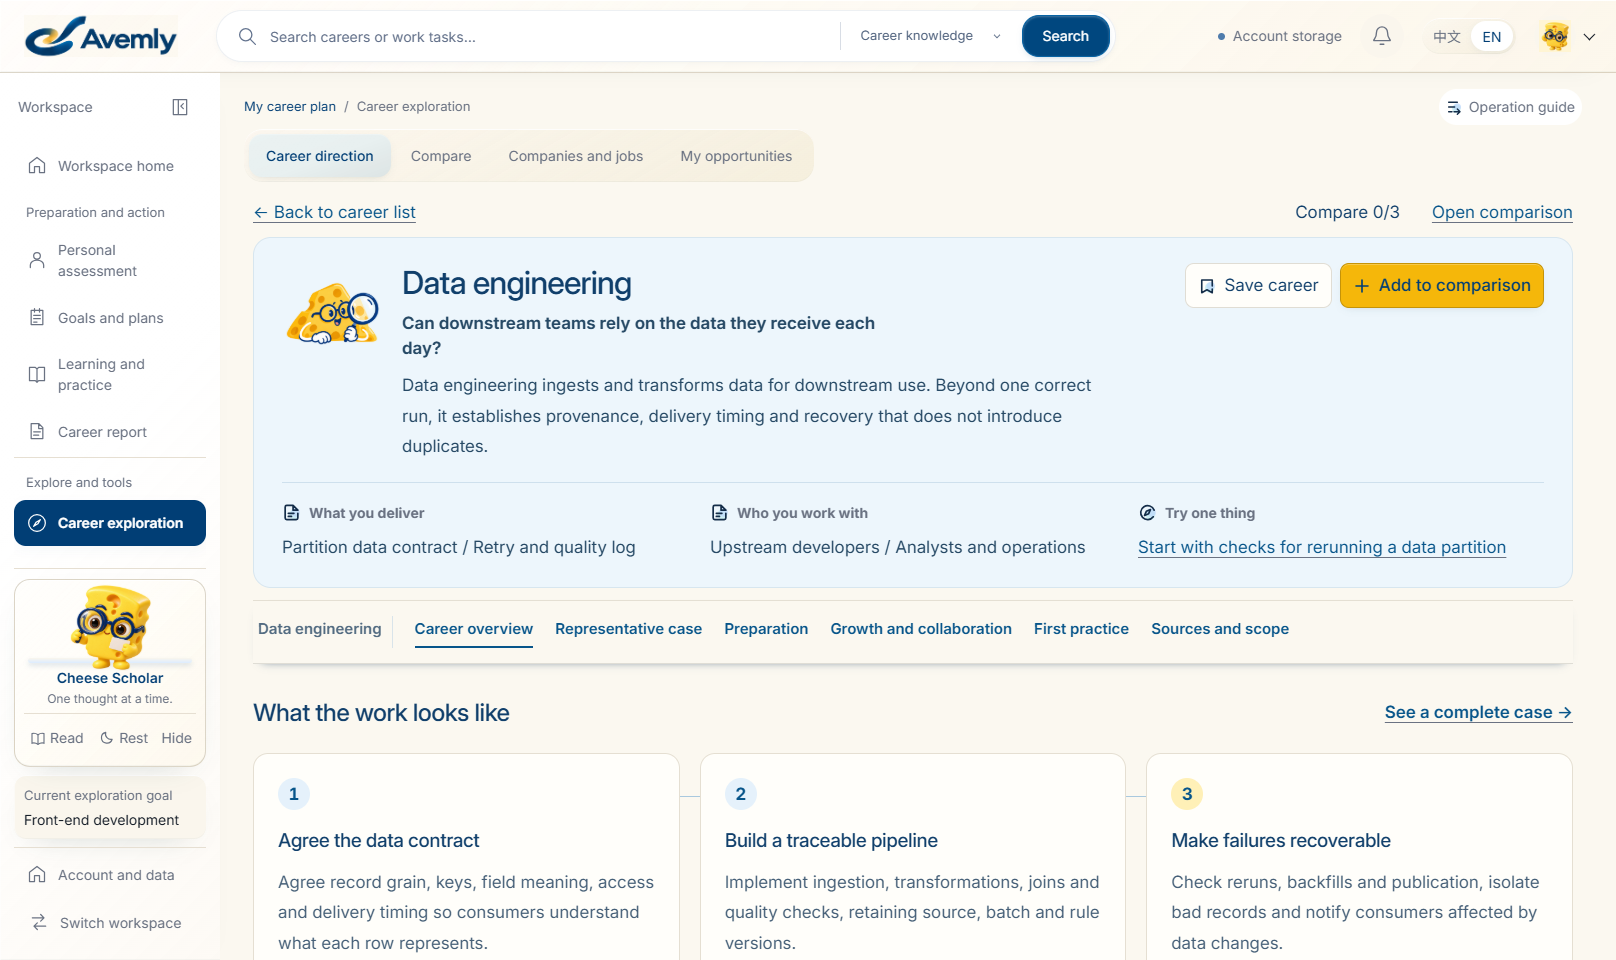 Avemly
Search careers or work tasks...
Career knowledge
Search
Account storage
中文
EN
Workspace
Workspace home
Preparation and action
Personal
assessment
Goals and plans
Learning and
practice
Career report
Explore and tools
Career exploration
Cheese Scholar
One thought at a time.
Read
Rest
Hide
Current exploration goal
Front-end development
Account and data
Switch workspace
My career plan / Career exploration
Operation guide
Career direction
Compare
Companies and jobs
My opportunities
← Back to career list
Compare 0/3
Open comparison
Data engineering
Can downstream teams rely on the data they receive each
day?
Data engineering ingests and transforms data for downstream use. Beyond one correct
run, it establishes provenance, delivery timing and recovery that does not introduce
duplicates.
Save career
+ Add to comparison
What you deliver
Partition data contract / Retry and quality log
Who you work with
Upstream developers / Analysts and operations
Try one thing
Start with checks for rerunning a data partition
Data engineering
Career overview
Representative case
Preparation
Growth and collaboration
First practice
Sources and scope
What the work looks like
See a complete case →
1
Agree the data contract
Agree record grain, keys, field meaning, access
and delivery timing so consumers understand
what each row represents.
2
Build a traceable pipeline
Implement ingestion, transformations, joins and
quality checks, retaining source, batch and rule
versions.
3
Make failures recoverable
Check reruns, backfills and publication, isolate
bad records and notify consumers affected by
data changes.